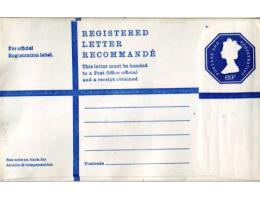 REGISTERED
LETTER
RECOMMANDÉ
For official
Registration label.
This letter must be handed
to a Post Office official
and a receipt obtained
69p
Postcode
See note on back for
details of compensation